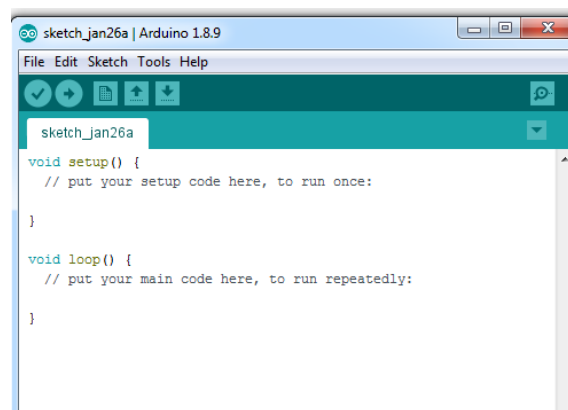 sketch_jan26a | Arduino 1.8.9
File Edit Sketch Tools Help
sketch_jan26a
void setup() {
  // put your setup code here, to run once:
}
void loop() {
  // put your main code here, to run repeatedly:
}